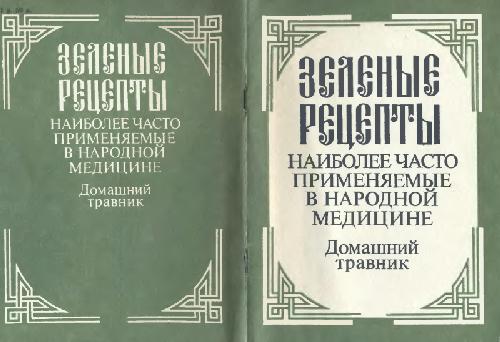 ЗЕЛЕНЫЕ
РЕЦЕПТЫ
НАИБОЛЕЕ ЧАСТО
ПРИМЕНЯЕМЫЕ
В НАРОДНОЙ
МЕДИЦИНЕ
Домашний
травник
ЗЕЛЕНЫЕ
РЕЦЕПТЫ
НАИБОЛЕЕ ЧАСТО
ПРИМЕНЯЕМЫЕ
В НАРОДНОЙ
МЕДИЦИНЕ
Домашний
травник